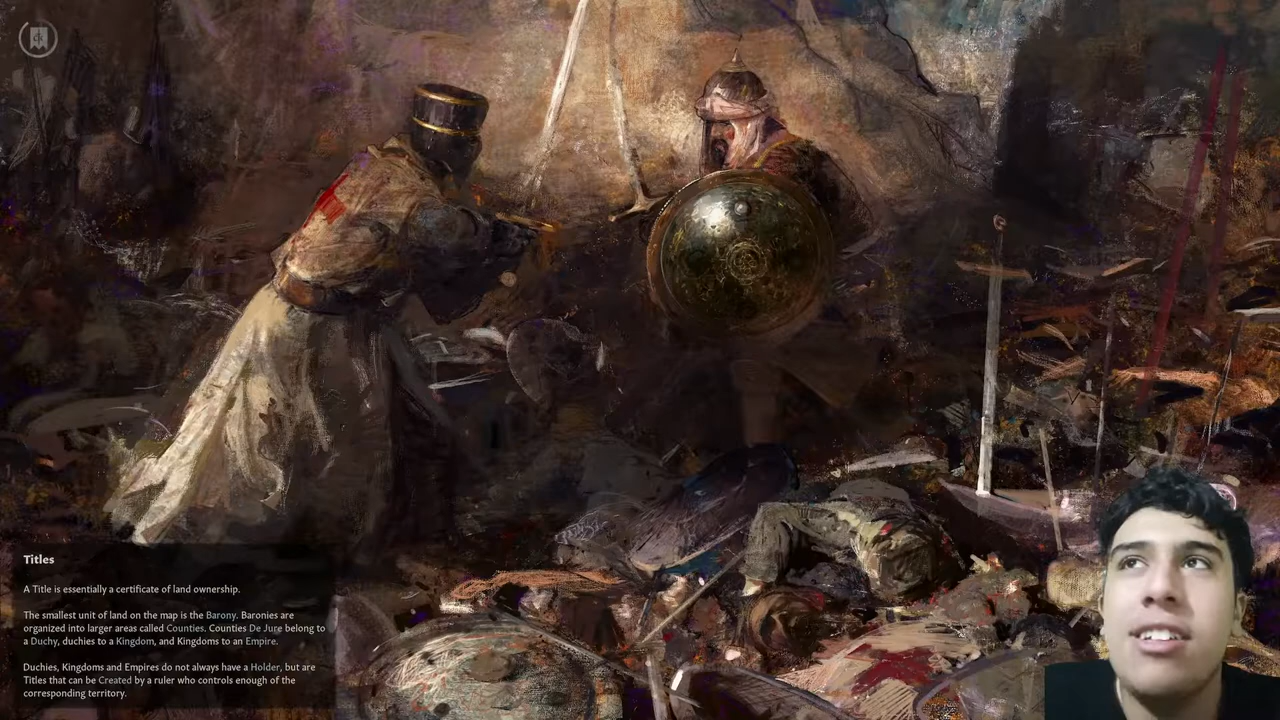 Titles
A Title is essentially a certificate of land ownership.
The smallest unit of land on the map is the Barony. Baronies are
organized into larger areas called Counties. Counties De Jure belong to
a Duchy, duchies to a Kingdom, and Kingdoms to an Empire.
Duchies, Kingdoms and Empires do not always have a Holder, but are
Titles that can be Created by a ruler who controls enough of the
corresponding territory.